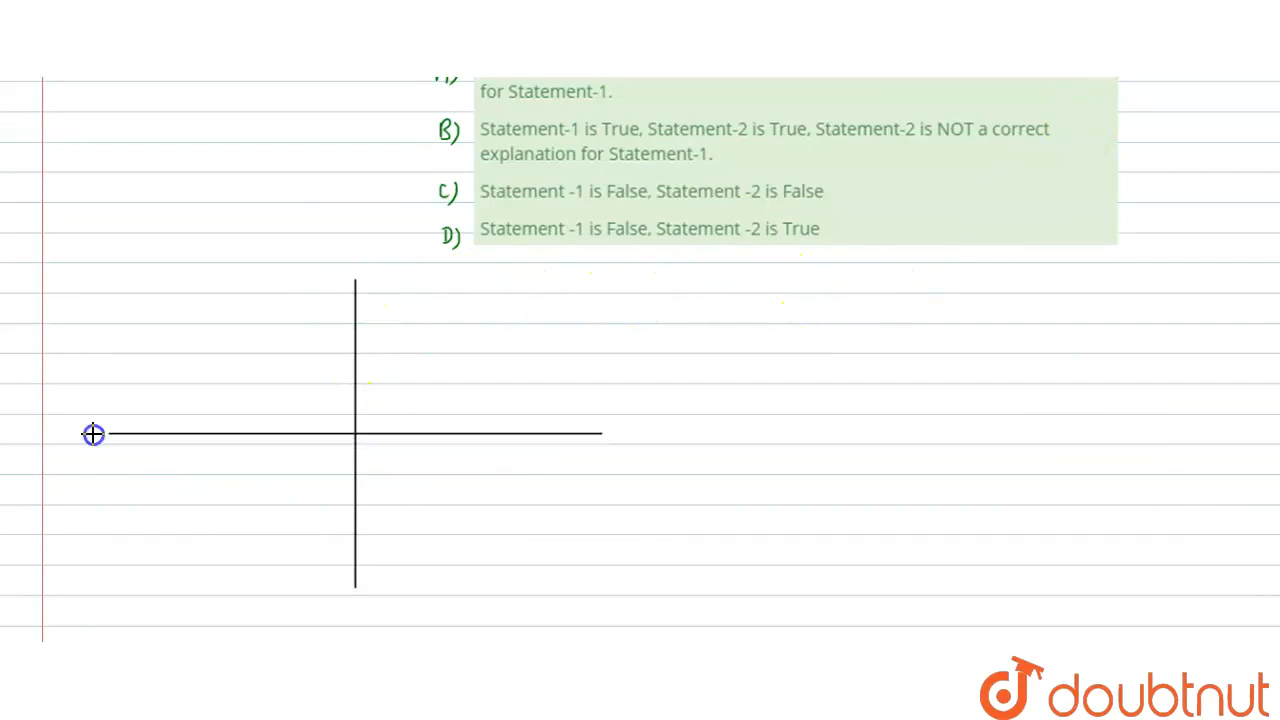 for Statement-1.
B) Statement-1 is True, Statement-2 is True, Statement-2 is NOT a correct
explanation for Statement-1.
C) Statement -1 is False, Statement -2 is False
D) Statement -1 is False, Statement -2 is True
doubtnut